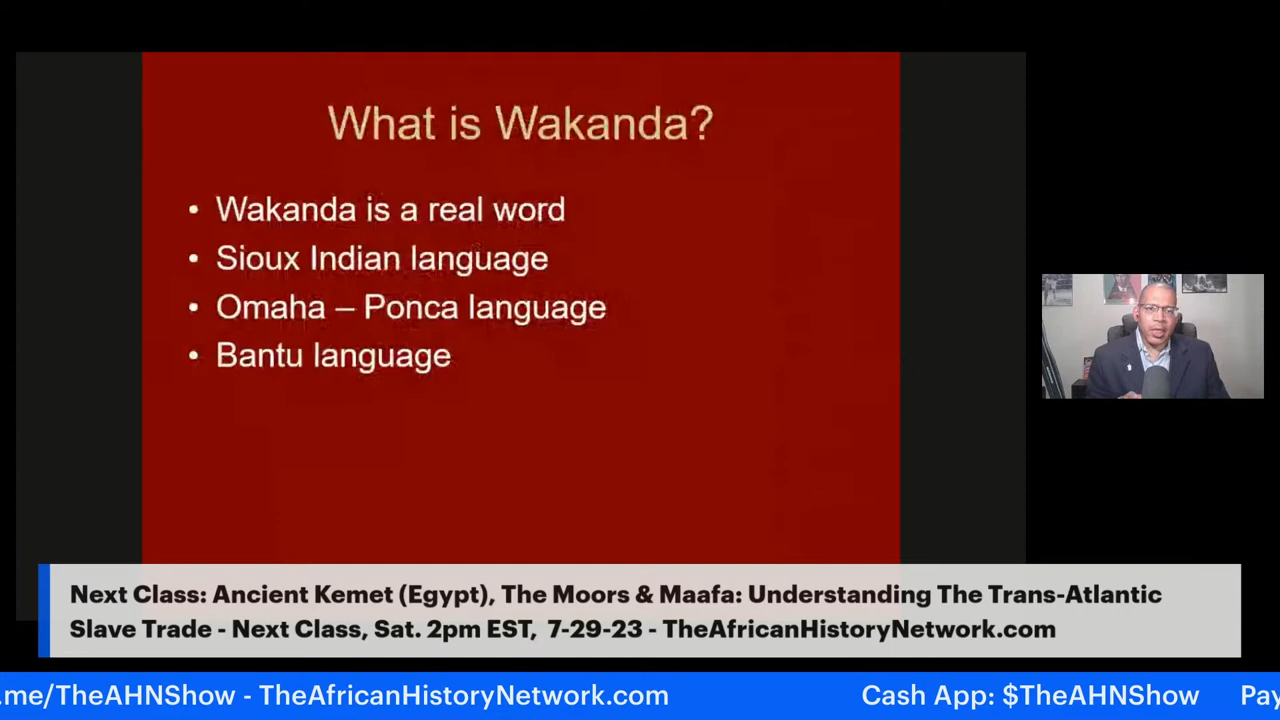 What is Wakanda?
• Wakanda is a real word
• Sioux Indian language
• Omaha – Ponca language
• Bantu language
Next Class: Ancient Kemet (Egypt), The Moors & Maafa: Understanding The Trans-Atlantic
Slave Trade - Next Class, Sat. 2pm EST, 7-29-23 - TheAfricanHistoryNetwork.com
.me/TheAHNShow - TheAfricanHistoryNetwork.com Cash App: $TheAHNShow Pay